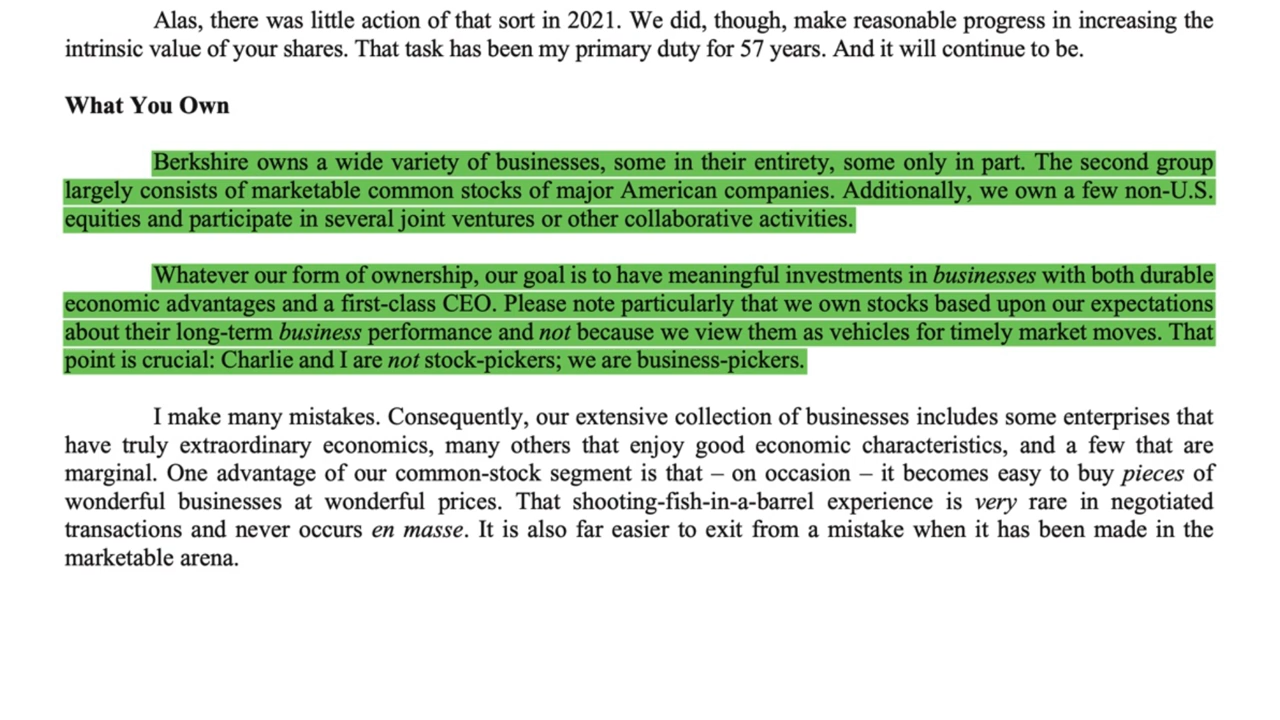 Alas, there was little action of that sort in 2021. We did, though, make reasonable progress in increasing the
intrinsic value of your shares. That task has been my primary duty for 57 years. And it will continue to be.
What You Own
Berkshire owns a wide variety of businesses, some in their entirety, some only in part. The second group
largely consists of marketable common stocks of major American companies. Additionally, we own a few non-U.S.
equities and participate in several joint ventures or other collaborative activities.
Whatever our form of ownership, our goal is to have meaningful investments in businesses with both durable
economic advantages and a first-class CEO. Please note particularly that we own stocks based upon our expectations
about their long-term business performance and not because we view them as vehicles for timely market moves. That
point is crucial: Charlie and I are not stock-pickers; we are business-pickers.
I make many mistakes. Consequently, our extensive collection of businesses includes some enterprises that
have truly extraordinary economics, many others that enjoy good economic characteristics, and a few that are
marginal. One advantage of our common-stock segment is that – on occasion – it becomes easy to buy pieces of
wonderful businesses at wonderful prices. That shooting-fish-in-a-barrel experience is very rare in negotiated
transactions and never occurs en masse. It is also far easier to exit from a mistake when it has been made in the
marketable arena.